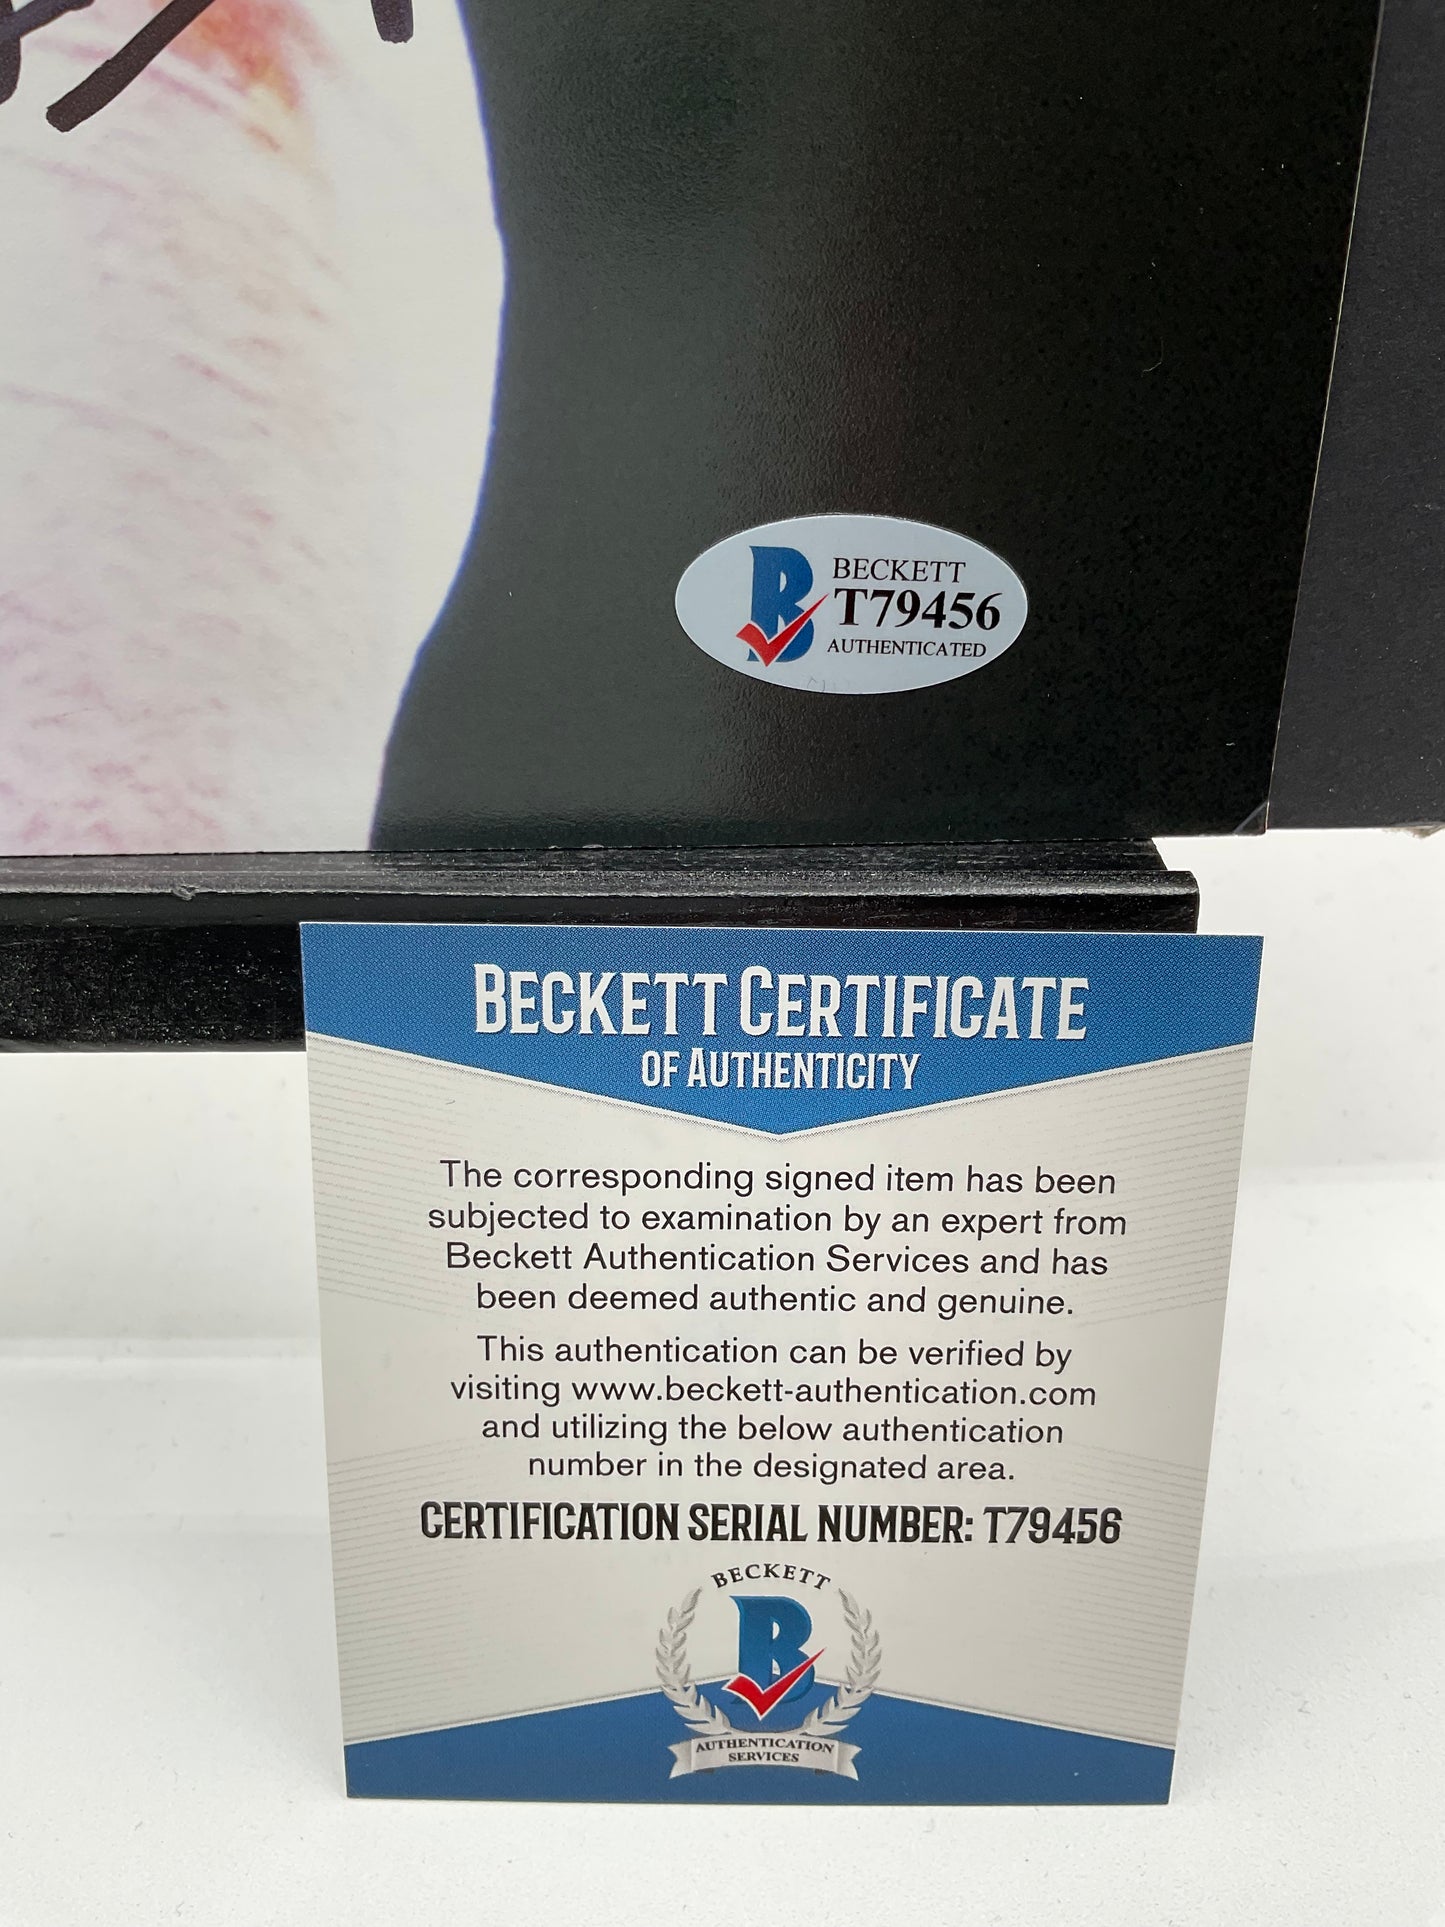 BECKETT
T79456
AUTHENTICATED
BECKETT CERTIFICATE
OF AUTHENTICITY
The corresponding signed item has been
subjected to examination by an expert from
Beckett Authentication Services and has
been deemed authentic and genuine.
This authentication can be verified by
visiting www.beckett-authentication.com
and utilizing the below authentication
number in the designated area.
CERTIFICATION SERIAL NUMBER: T79456
BECKETT
B
AUTHENTICATION
SERVICES